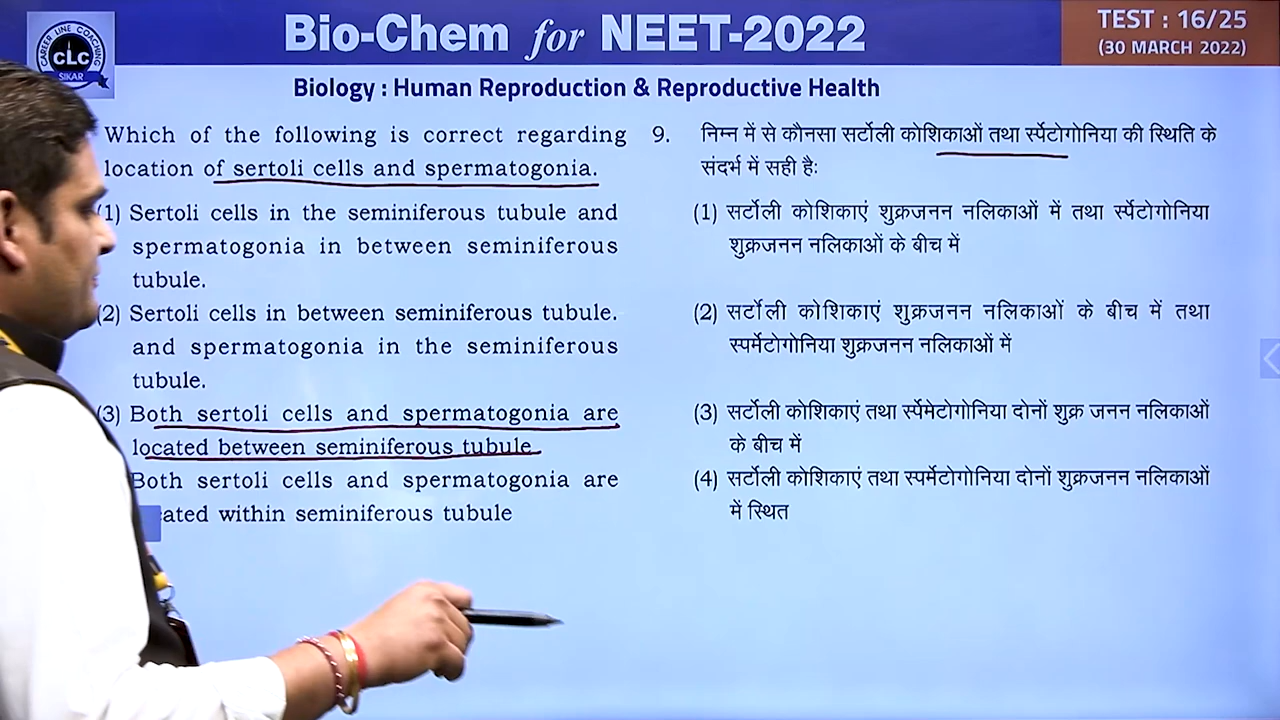 CAREER LINE COACHING
CLC
SIKAR
Bio-Chem for NEET-2022
TEST : 16/25
(30 MARCH 2022)
Biology : Human Reproduction & Reproductive Health
Which of the following is correct regarding
location of sertoli cells and spermatogonia.
(1) Sertoli cells in the seminiferous tubule and
spermatogonia in between seminiferous
tubule.
(2) Sertoli cells in between seminiferous tubule.
and spermatogonia in the seminiferous
tubule.
(3) Both sertoli cells and spermatogonia are
located between seminiferous tubule
Both sertoli cells and spermatogonia are
cated within seminiferous tubule
9. निम्न में से कौनसा सर्टोली कोशिकाओं तथा र्स्पेटोगोनिया की स्थिति के
संदर्भ में सही है:
(1) सर्टोली कोशिकाएं शुक्रजनन नलिकाओं में तथा र्स्पेटोगोनिया
शुक्रजनन नलिकाओं के बीच में
(2) सर्टोली कोशिकाएं शुक्रजनन नलिकाओं के बीच में तथा
स्पर्मेटोगोनिया शुक्रजनन नलिकाओं में
(3) सर्टोली कोशिकाएं तथा र्स्पेमेटोगोनिया दोनों शुक्र जनन नलिकाओं
के बीच में
(4) सर्टोली कोशिकाएं तथा स्पर्मेटोगोनिया दोनों शुक्रजनन नलिकाओं
में स्थित